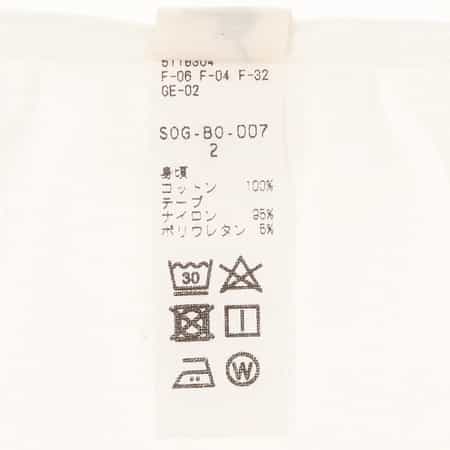 5118304
F-06 F-04 F-32
GE-02
SOG-BO-007
2
身頃
コットン 100%
テープ
ナイロン 95%
ポリウレタン 5%
30
W